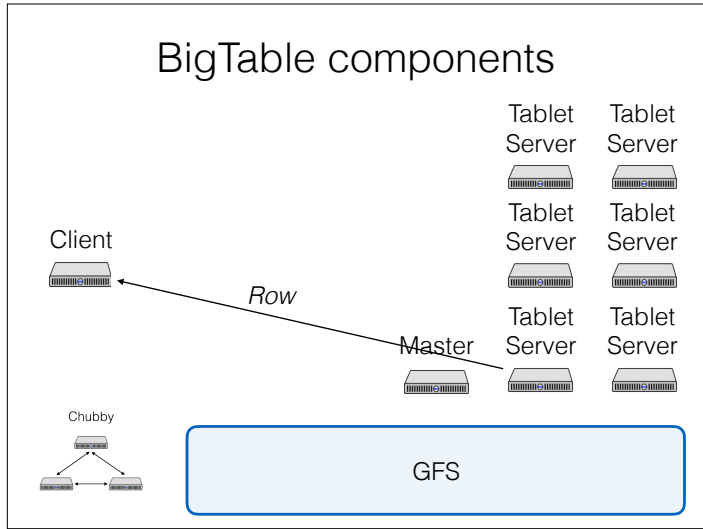 BigTable components
Tablet
Server
Tablet
Server
Tablet
Server
Tablet
Server
Client
Row
Tablet
Server
Tablet
Server
Master
Chubby
GFS